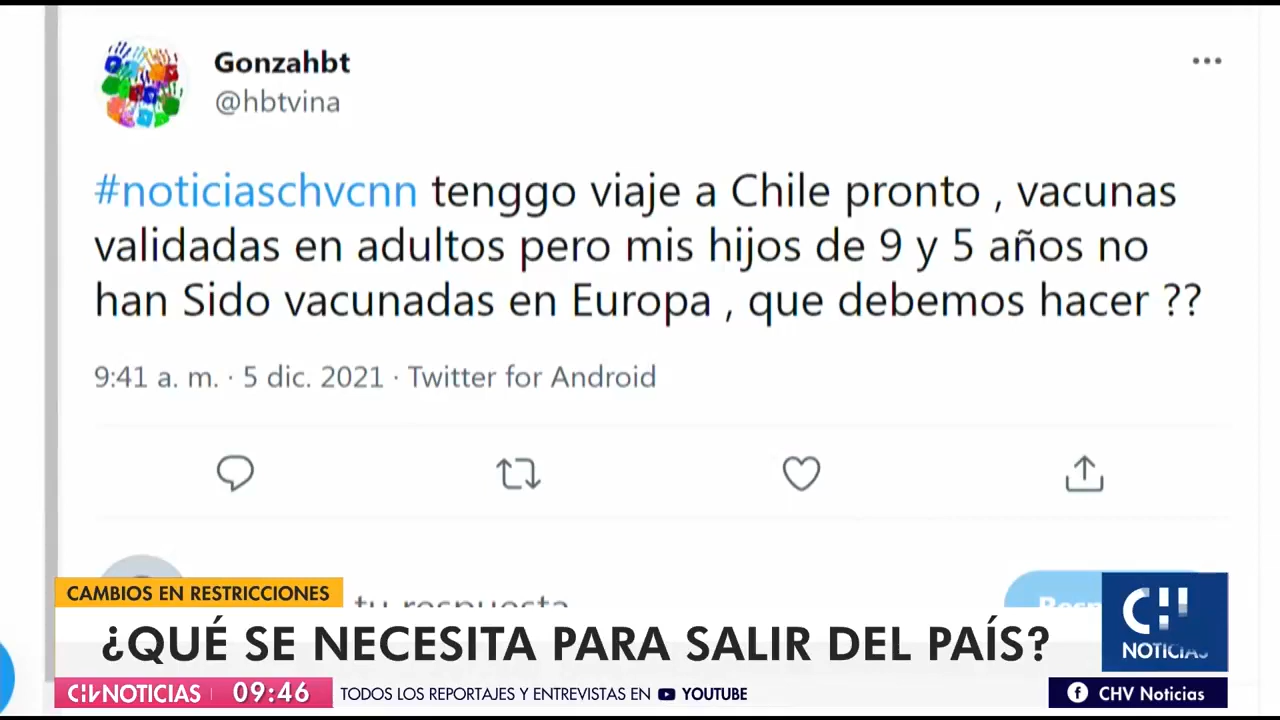 Gonzahbt
@hbtvina
#noticiaschvcnn tenggo viaje a Chile pronto , vacunas
validadas en adultos pero mis hijos de 9 y 5 años no
han Sido vacunadas en Europa , que debemos hacer ??
9:41 a. m. · 5 dic. 2021 · Twitter for Android
tu respuesta
CAMBIOS EN RESTRICCIONES
¿QUÉ SE NECESITA PARA SALIR DEL PAÍS?
CHV NOTICIAS 09:46 TODOS LOS REPORTAJES Y ENTREVISTAS EN YOUTUBE
CH
NOTICIAS
CHV Noticias